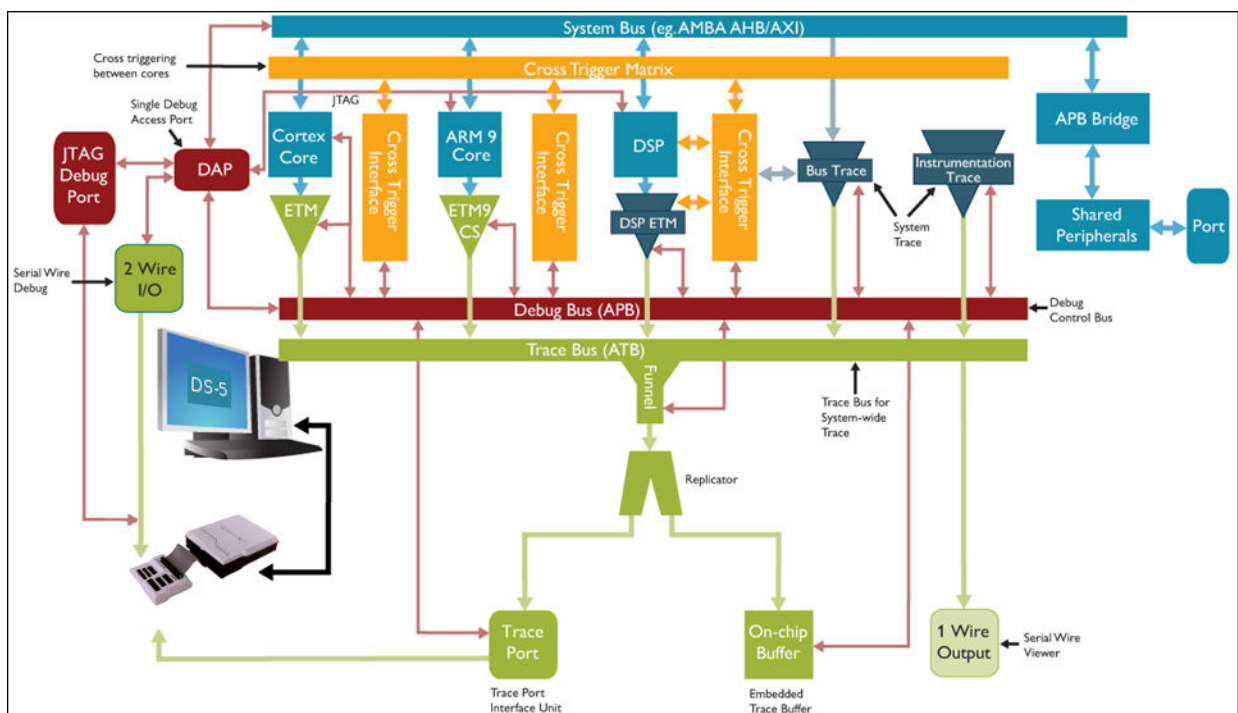 System Bus (eg. AMBA AHB/AXI)
Cross triggering
between cores
Cross Trigger Matrix
JTAG
Single Debug
Access Port
JTAG
Debug
Port
DAP
Cortex
Core
Cross Trigger
Interface
ARM 9
Core
Cross Trigger
Interface
DSP
Cross Trigger
Interface
Bus Trace
Instrumentation
Trace
APB Bridge
ETM
ETM9
CS
DSP ETM
System
Trace
Shared
Peripherals
Port
Serial Wire
Debug
2 Wire
I/O
Debug Bus (APB)
Debug
Control Bus
Trace Bus (ATB)
DS-5
Funnel
Trace Bus for
System-wide
Trace
Replicator
Trace
Port
On-chip
Buffer
1 Wire
Output
Serial Wire
Viewer
Trace Port
Interface Unit
Embedded
Trace Buffer